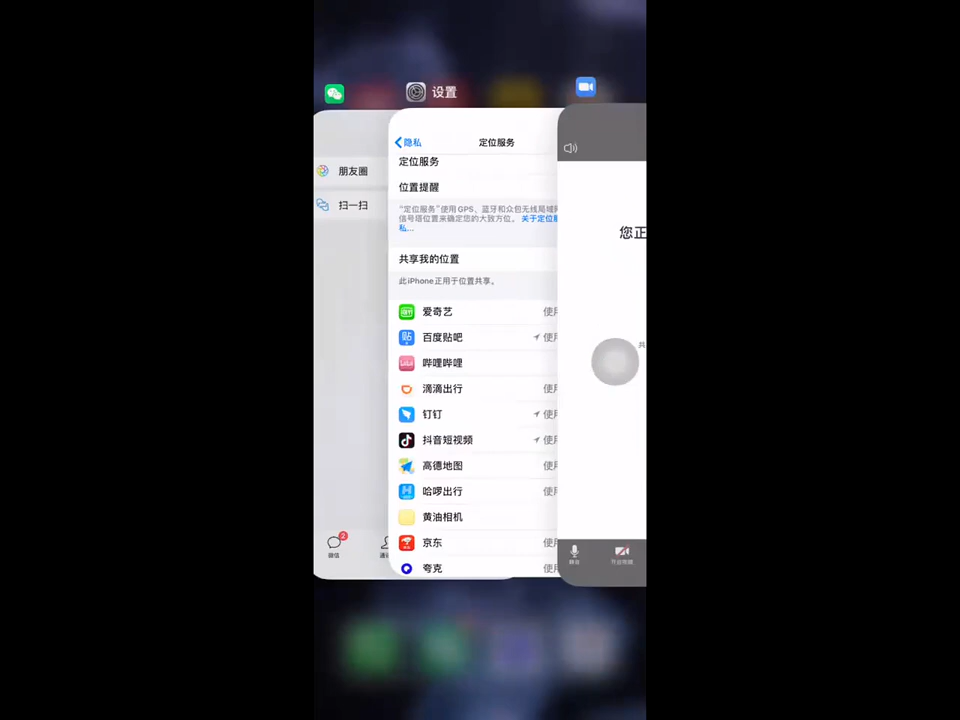 设置
朋友圈
扫一扫
微信
通讯
隐私
定位服务
定位服务
位置提醒
“定位服务”使用GPS、蓝牙和众包无线局域网
信号塔位置来确定您的大致方位。关于定位服
私...
共享我的位置
此iPhone正用于位置共享。
爱奇艺 使用
百度贴吧 使用
哔哩哔哩
滴滴出行 使用
钉钉 使用
抖音短视频 使用
高德地图 使用
哈啰出行 使用
黄油相机
京东 使用
夸克 使用
您正
共
静音
开启视频
2